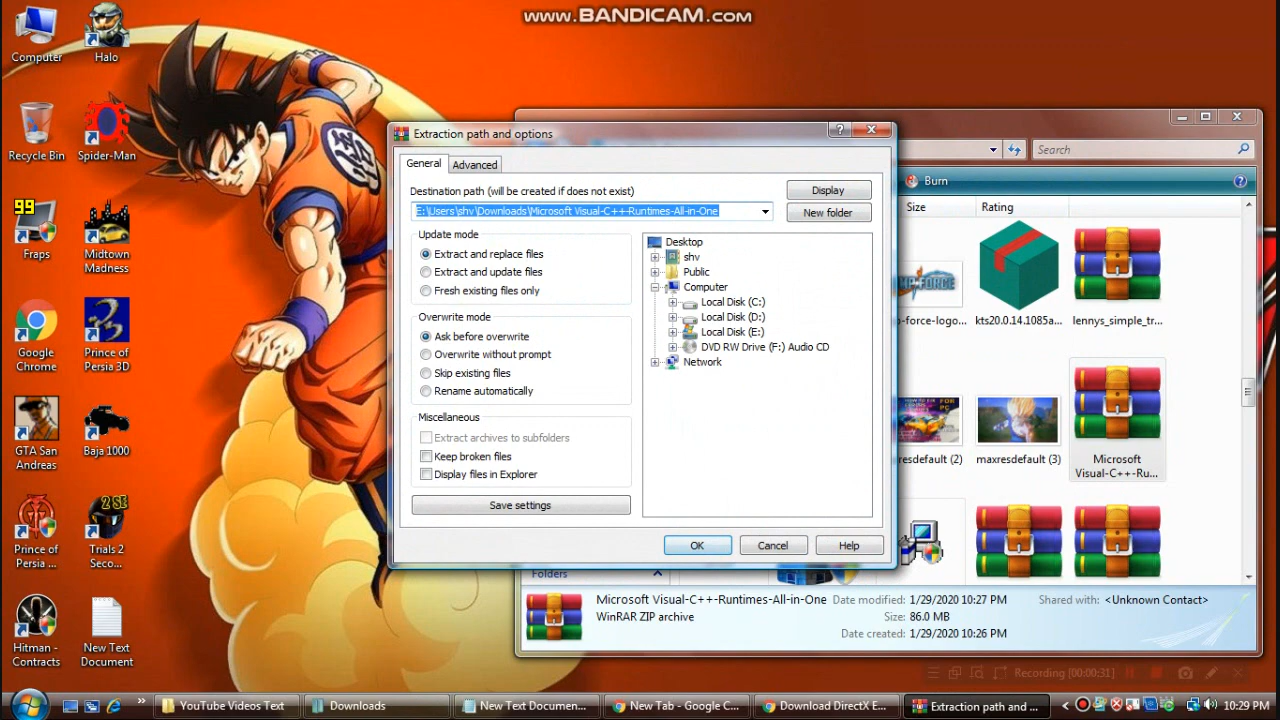 www.BANDICAM.com
Computer
Halo
Recycle Bin
Spider-Man
99
Fraps
Midtown
Madness
Google
Chrome
3
Prince of
Persia 3D
GTA San
Andreas
Baja 1000
Prince of
Persia ...
2 SE
Trials 2
Seco...
Hitman -
Contracts
New Text
Document
Search
Burn
Size
Rating
p-force-logo...
kts20.0.14.1085a...
lennys_simple_tr...
resdefault (2)
maxresdefault (3)
Microsoft
Visual-C++-Ru...
Extraction path and options
General
Advanced
Destination path (will be created if does not exist)
E:\Users\shv\Downloads\Microsoft Visual-C++-Runtimes-All-in-One
Display
New folder
Update mode
Extract and replace files
Extract and update files
Fresh existing files only
Overwrite mode
Ask before overwrite
Overwrite without prompt
Skip existing files
Rename automatically
Miscellaneous
Extract archives to subfolders
Keep broken files
Display files in Explorer
Save settings
Desktop
shv
Public
Computer
Local Disk (C:)
Local Disk (D:)
Local Disk (E:)
DVD RW Drive (F:) Audio CD
Network
OK
Cancel
Help
Folders
Microsoft Visual-C++-Runtimes-All-in-One Date modified: 1/29/2020 10:27 PM Shared with: <Unknown Contact>
WinRAR ZIP archive Size: 86.0 MB
Date created: 1/29/2020 10:26 PM
Recording [00:00:31]
YouTube Videos Text
Downloads
New Text Documen...
New Tab - Google C...
Download DirectX E...
Extraction path and ...
10:29 PM